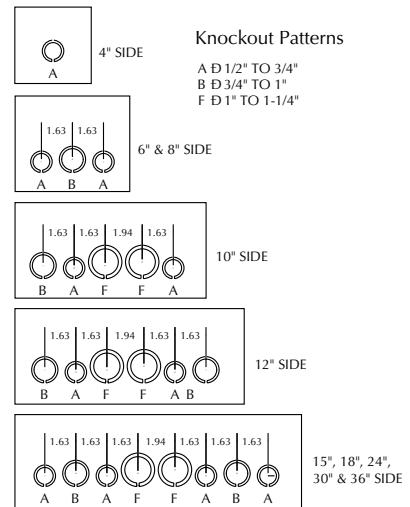 Knockout Patterns
A Ð 1/2" TO 3/4"
B Ð 3/4" TO 1"
F Ð 1" TO 1-1/4"
4" SIDE
A
1.63 1.63
6" & 8" SIDE
A B A
1.63 1.63 1.94 1.63
10" SIDE
B A F F A
1.63 1.63 1.94 1.63 1.63
12" SIDE
B A F F A B
1.63 1.63 1.63 1.94 1.63 1.63 1.63
15", 18", 24",
30" & 36" SIDE
A B A F F A B A